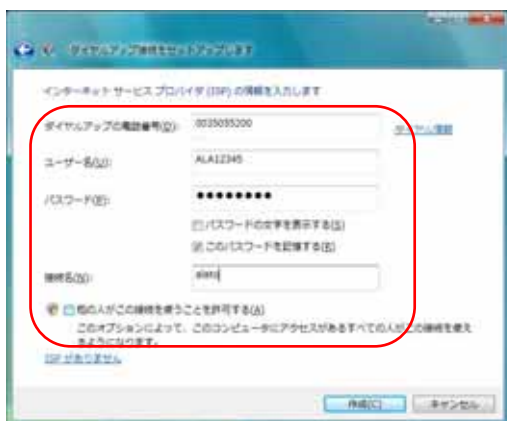 ダイヤルアップ接続をセットアップします
インターネット サービス プロバイダ (ISP) の情報を入力します
ダイヤルアップの電話番号(D): 0035035200 ダイヤル情報
ユーザー名(U): ALA12345
パスワード(P): ●●●●●●●●
パスワードの文字を表示する(S)
このパスワードを記憶する(R)
接続名(N):
他の人がこの接続を使うことを許可する(A)
このオプションによって、このコンピュータにアクセスがあるすべての人がこの接続を使え
るようになります。
ISP がありません
作成(C) キャンセル